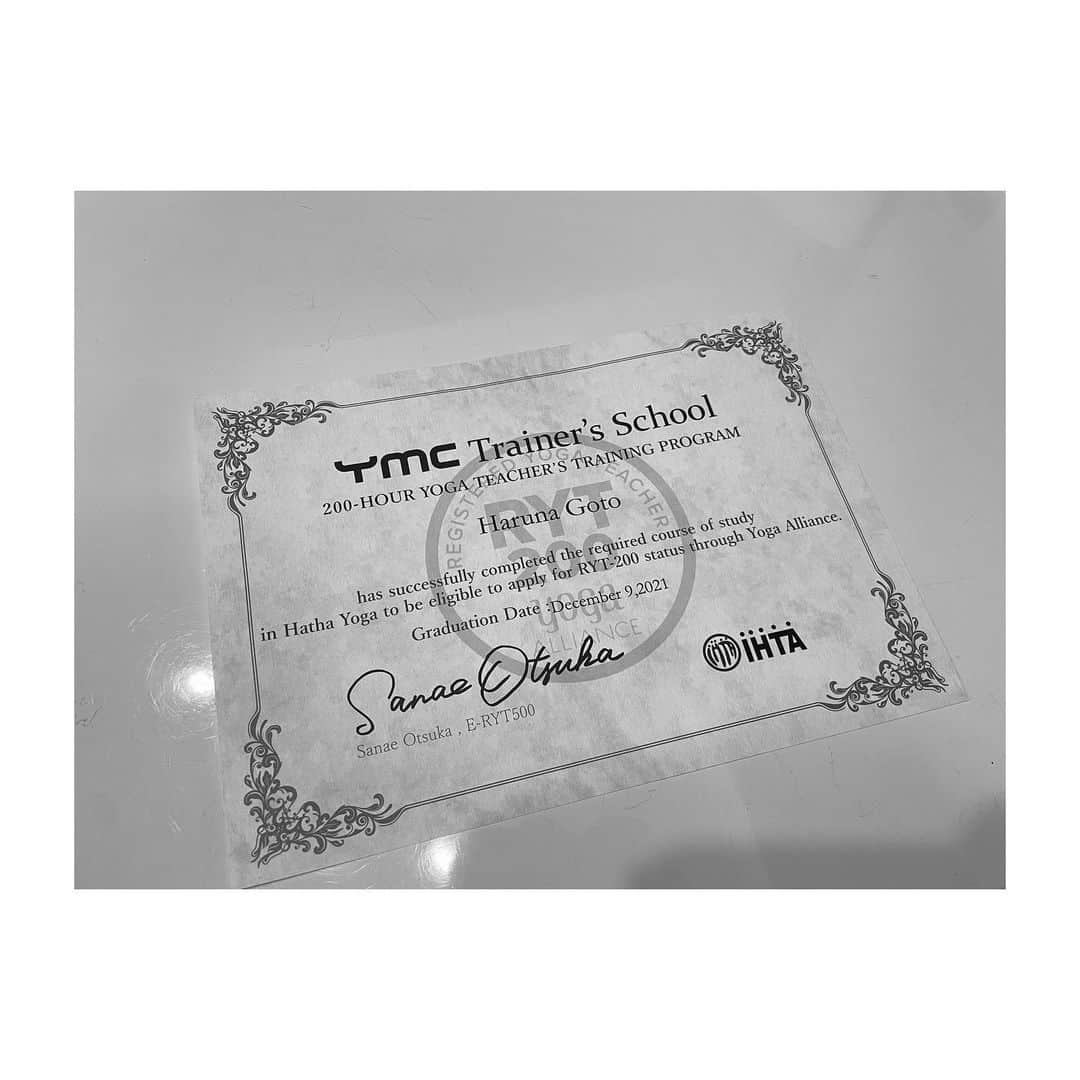 YMC Trainer's School
200-HOUR YOGA TEACHER'S TRAINING PROGRAM
Haruna Goto
has successfully completed the required course of study
in Hatha Yoga to be eligible to apply for RYT-200 status through Yoga Alliance.
Graduation Date :December 9,2021
REGISTERED YOGA TEACHER
RYT
200
yoga
ALLIANCE
Sanae Otsuka
Sanae Otsuka , E-RYT500
IHTA
IHTA